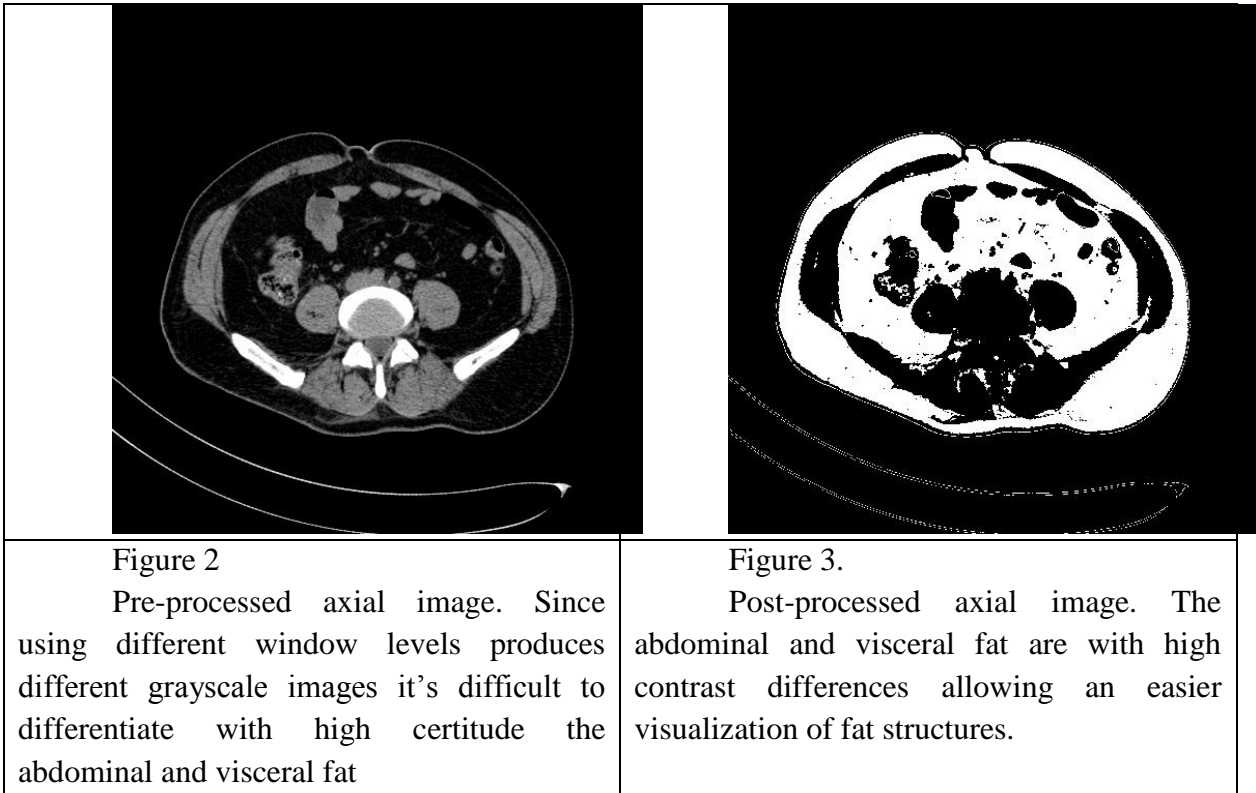 Figure 2
Pre-processed axial image. Since
using different window levels produces
different grayscale images it’s difficult to
differentiate with high certitude the
abdominal and visceral fat
Figure 3.
Post-processed axial image. The
abdominal and visceral fat are with high
contrast differences allowing an easier
visualization of fat structures.